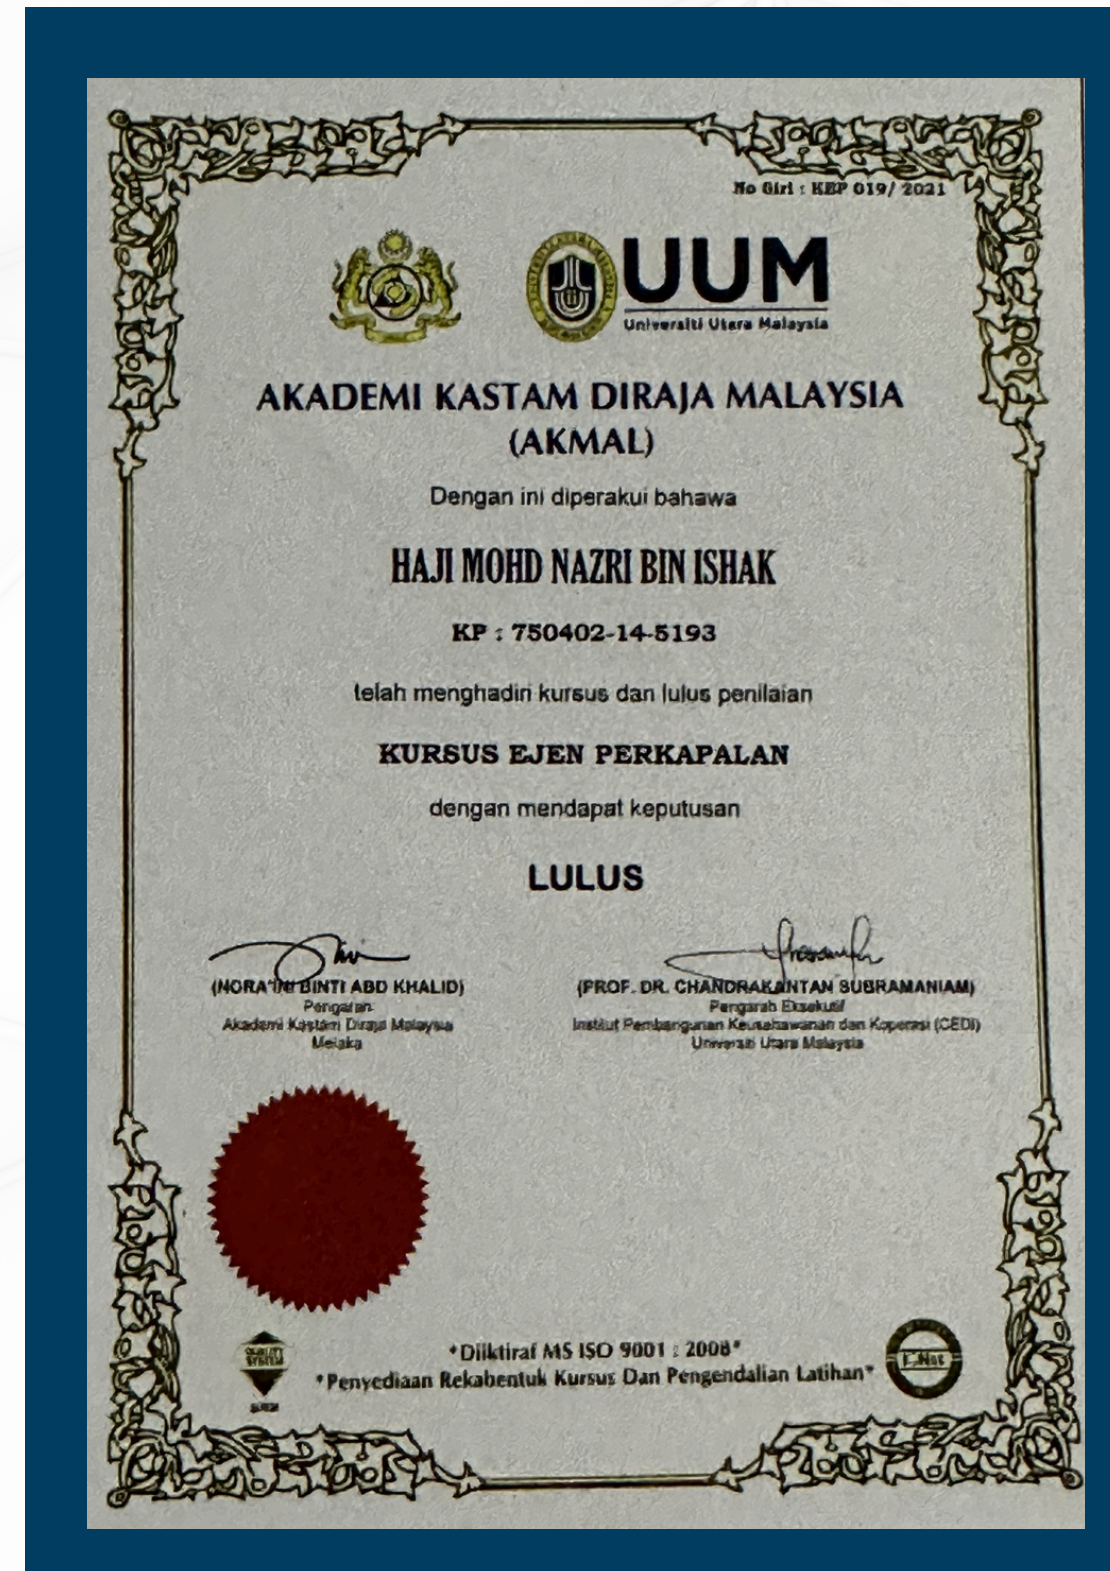 No Siri : KEP 019/ 2021
UUM
Universiti Utara Malaysia
AKADEMI KASTAM DIRAJA MALAYSIA
(AKMAL)
Dengan ini diperakui bahawa
HAJI MOHD NAZRI BIN ISHAK
KP : 750402-14-5193
telah menghadiri kursus dan lulus penilaian
KURSUS EJEN PERKAPALAN
dengan mendapat keputusan
LULUS
(NORA'INI BINTI ABD KHALID)
Pengarah
Akademi Kastam Diraja Malaysia
Melaka
(PROF. DR. CHANDRAKANTAN SUBRAMANIAM)
Pengarah Eksekutif
Institut Pembangunan Keusahawanan dan Koperasi (CEDI)
Universiti Utara Malaysia
QUALITY
SYSTEM
*Diiktiraf MS ISO 9001 : 2008*
*Penyediaan Rekabentuk Kursus Dan Pengendalian Latihan*